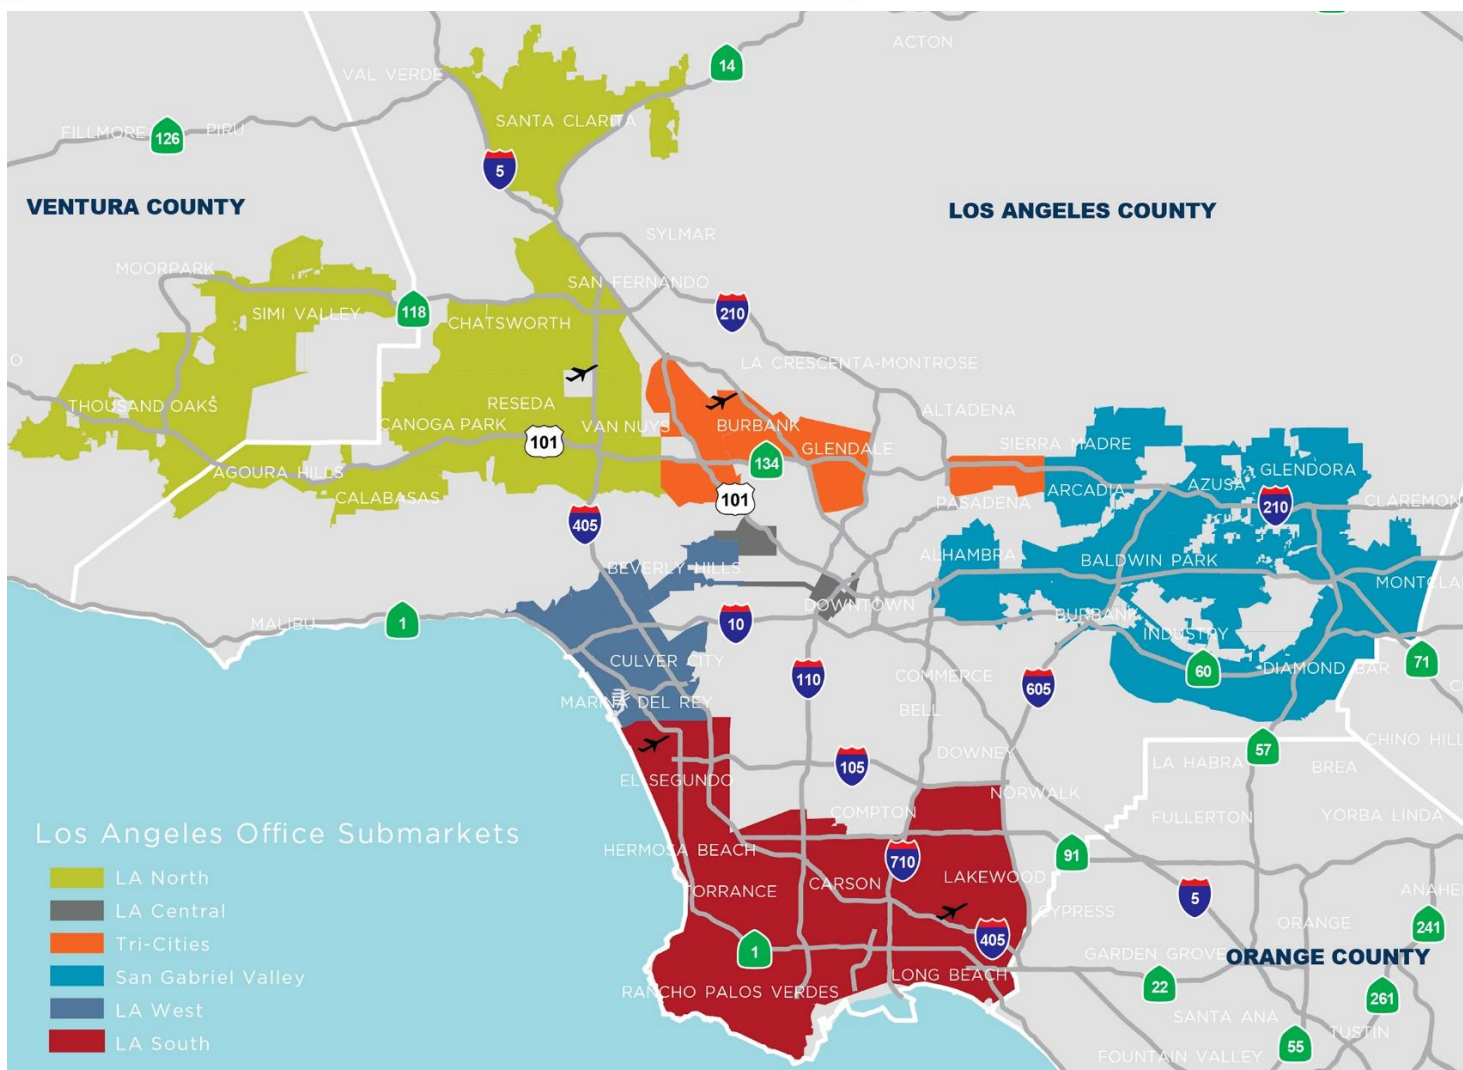 ACTON
14
VAL VERDE
SANTA CLARITA
FILLMORE
126
PIRU
5
VENTURA COUNTY
LOS ANGELES COUNTY
SYLMAR
MOORPARK
SAN FERNANDO
SIMI VALLEY
118
CHATSWORTH
210
LA CRESCENTA-MONTROSE
THOUSAND OAKS
RESEDA
CANOGA PARK
VAN NUYS
BURBANK
ALTADENA
101
134
GLENDALE
SIERRA MADRE
AGOURA HILLS
CALABASAS
101
PASADENA
ARCADIA
AZUSA
GLENDORA
210
CLAREMON
405
BEVERLY HILLS
ALHAMBRA
BALDWIN PARK
MONTCLA
DOWNTOWN
MALIBU
1
10
BURBANK
INDUSTRY
CULVER CITY
110
COMMERCE
605
60
DIAMOND BAR
71
MARINA DEL REY
BELL
105
DOWNEY
LA HABRA
57
BREA
CHINO HILL
EL SEGUNDO
NORWALK
COMPTON
FULLERTON
YORBA LINDA
HERMOSA BEACH
710
91
TORRANCE
CARSON
LAKEWOOD
5
ANAHE
CYPRESS
ORANGE
241
1
405
GARDEN GROVE
ORANGE COUNTY
LONG BEACH
22
RANCHO PALOS VERDES
261
SANTA ANA
TUSTIN
55
FOUNTAIN VALLEY
Los Angeles Office Submarkets
LA North
LA Central
Tri-Cities
San Gabriel Valley
LA West
LA South